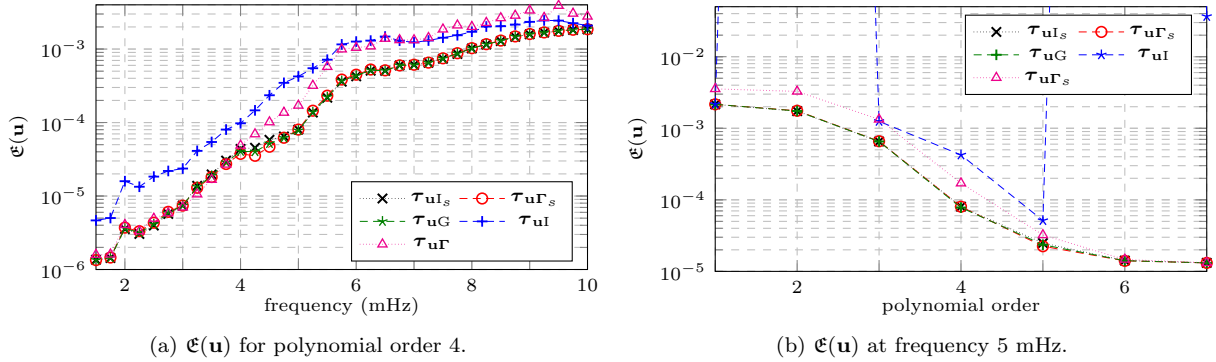 10⁻³
10⁻⁴
10⁻⁵
10⁻⁶
𝕰(u)
2 4 6 8 10
frequency (mHz)
τ_uI_s τ_uΓ_s
τ_uG τ_uI
τ_uΓ
(a) 𝕰(u) for polynomial order 4.
10⁻²
10⁻³
10⁻⁴
10⁻⁵
𝕰(u)
2 4 6
polynomial order
τ_uI_s τ_uΓ_s
τ_uG τ_uI
τ_uΓ_s
(b) 𝕰(u) at frequency 5 mHz.